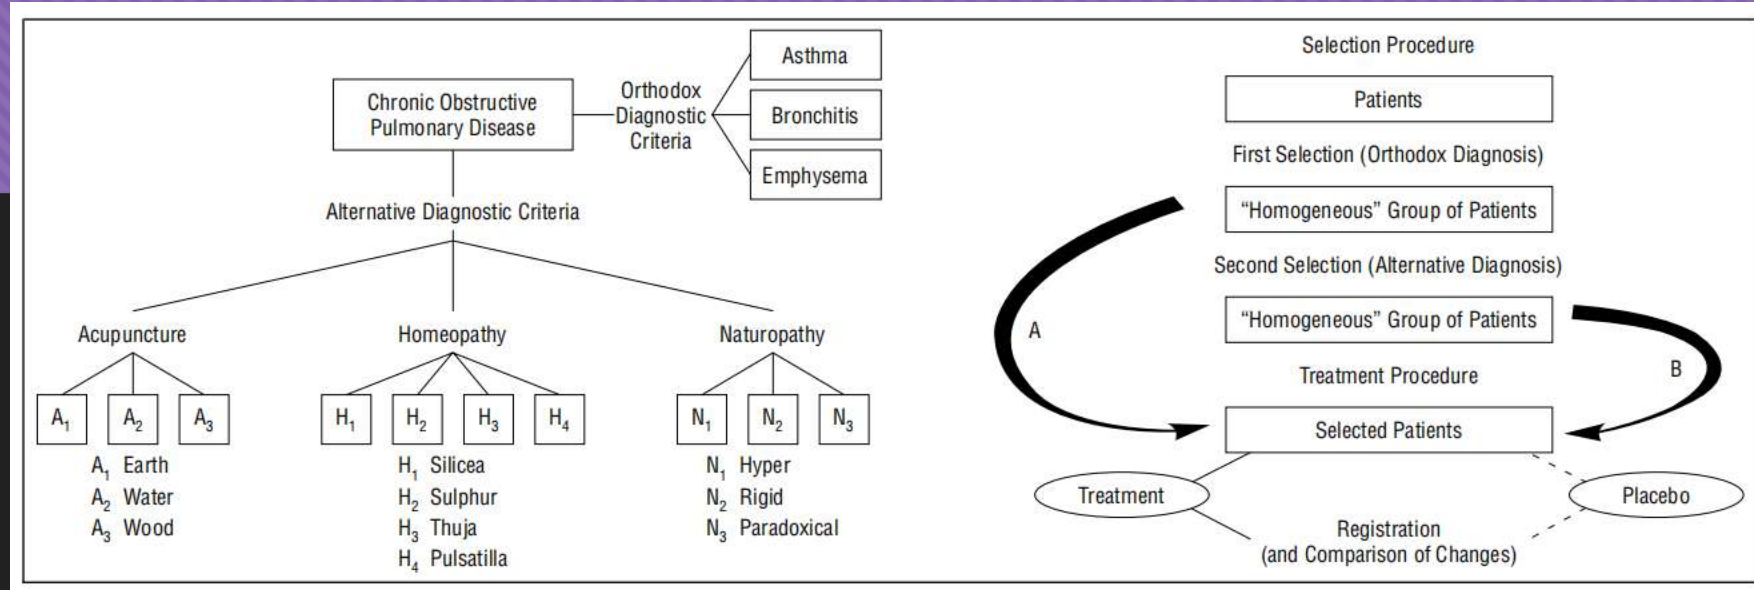 Chronic Obstructive
Pulmonary Disease
Orthodox
Diagnostic
Criteria
Asthma
Bronchitis
Emphysema
Alternative Diagnostic Criteria
Acupuncture
A₁
A₂
A₃
A₁ Earth
A₂ Water
A₃ Wood
Homeopathy
H₁
H₂
H₃
H₄
H₁ Silicea
H₂ Sulphur
H₃ Thuja
H₄ Pulsatilla
Naturopathy
N₁
N₂
N₃
N₁ Hyper
N₂ Rigid
N₃ Paradoxical
Selection Procedure
Patients
First Selection (Orthodox Diagnosis)
“Homogeneous” Group of Patients
Second Selection (Alternative Diagnosis)
“Homogeneous” Group of Patients
A
B
Treatment Procedure
Selected Patients
Treatment
Placebo
Registration
(and Comparison of Changes)